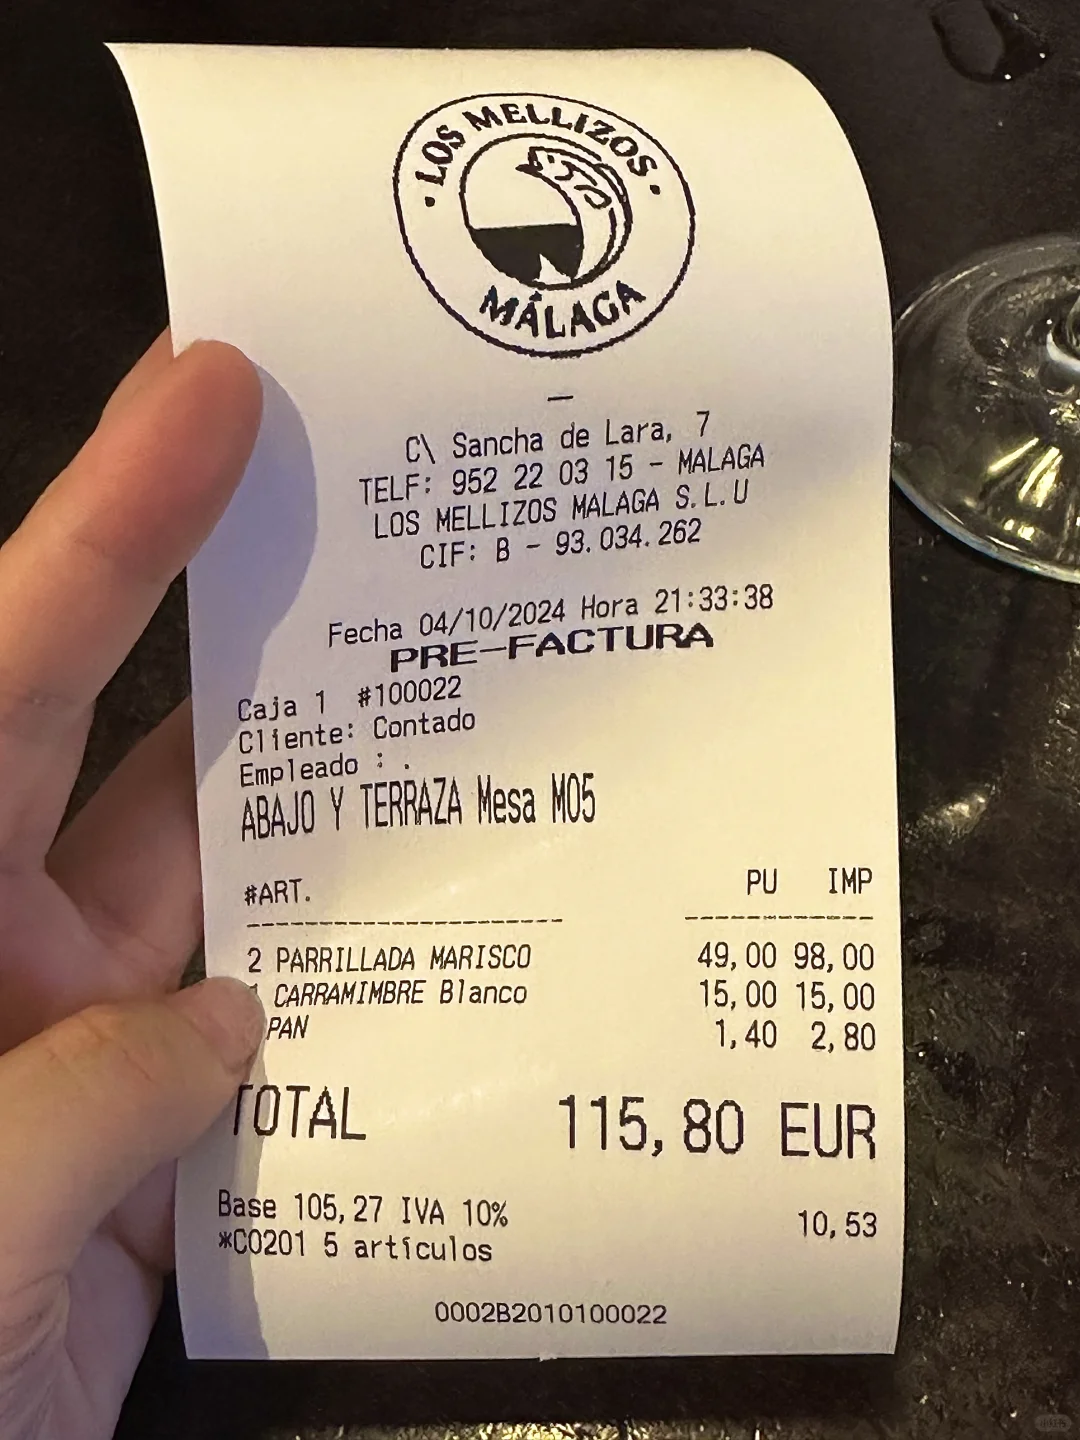 LOS MELLIZOS
MÁLAGA
C\ Sancha de Lara, 7
TELF: 952 22 03 15 - MALAGA
LOS MELLIZOS MALAGA S.L.U
CIF: B - 93.034.262
Fecha 04/10/2024 Hora 21:33:38
PRE-FACTURA
Caja 1 #100022
Cliente: Contado
Empleado : .
ABAJO Y TERRAZA Mesa M05
#ART. PU IMP
2 PARRILLADA MARISCO 49,00 98,00
1 CARRAMIMBRE Blanco 15,00 15,00
PAN 1,40 2,80
TOTAL 115,80 EUR
Base 105,27 IVA 10% 10,53
*C0201 5 artículos
0002B2010100022
小红书